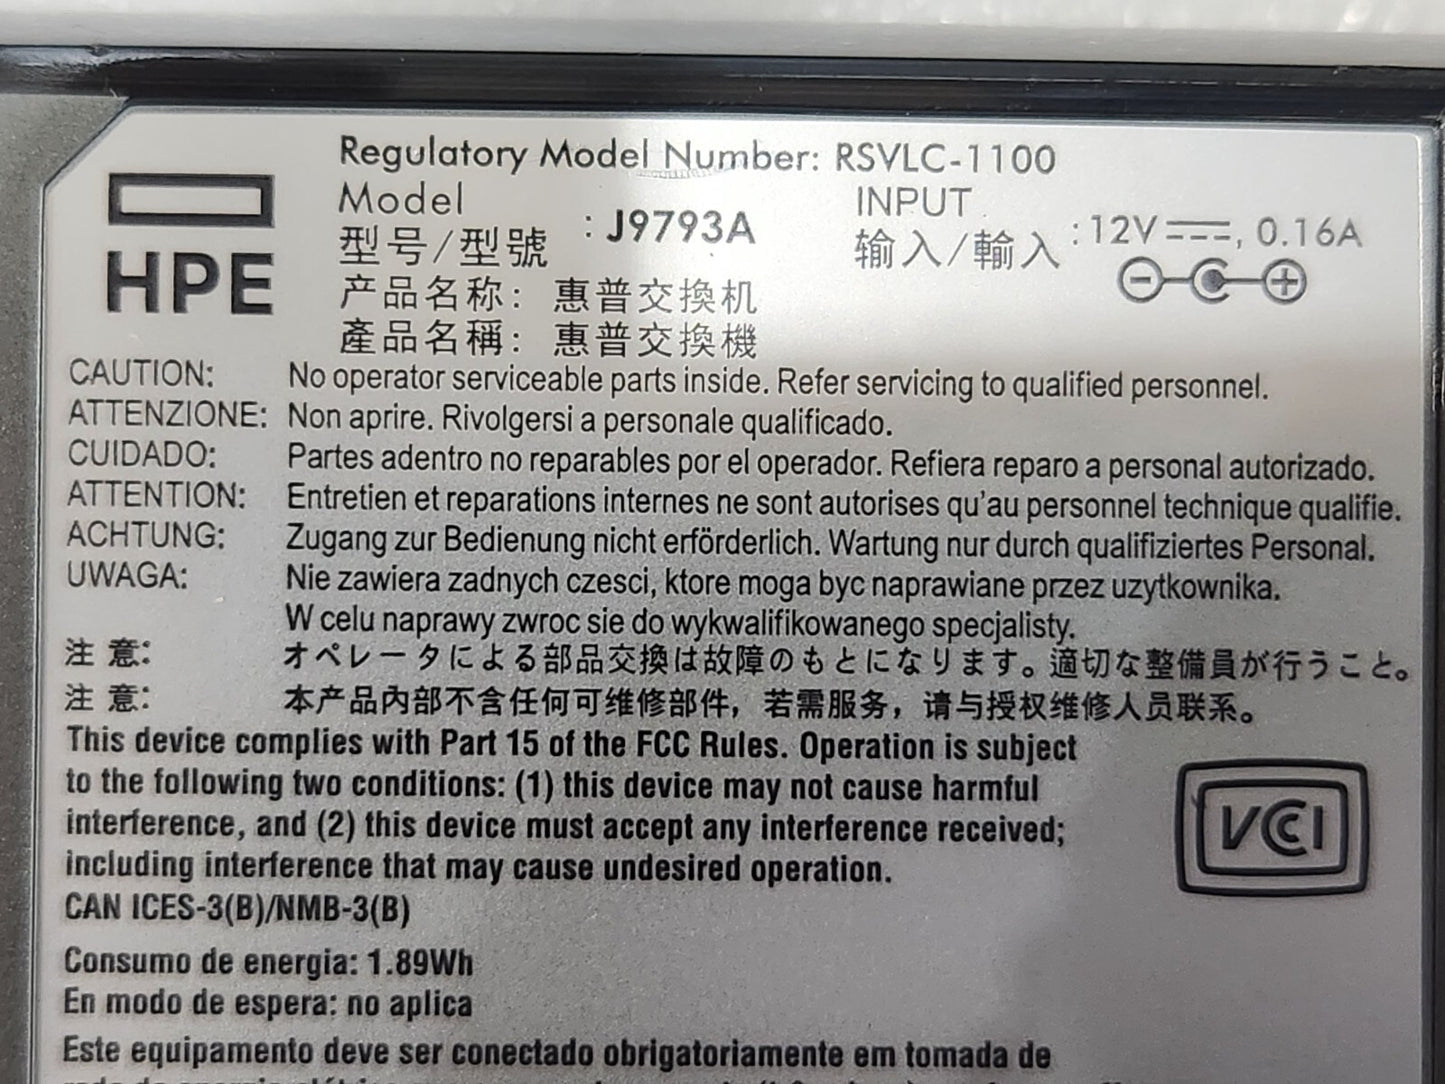 HPE
Regulatory Model Number: RSVLC-1100
Model
型号/型號 : J9793A
INPUT
输入/輸入 : 12V⎓, 0.16A
产品名称: 惠普交换机
產品名稱: 惠普交換機
CAUTION: No operator serviceable parts inside. Refer servicing to qualified personnel.
ATTENZIONE: Non aprire. Rivolgersi a personale qualificado.
CUIDADO: Partes adentro no reparables por el operador. Refiera reparo a personal autorizado.
ATTENTION: Entretien et reparations internes ne sont autorises qu'au personnel technique qualifie.
ACHTUNG: Zugang zur Bedienung nicht erförderlich. Wartung nur durch qualifiziertes Personal.
UWAGA: Nie zawiera zadnych czesci, ktore moga byc naprawiane przez uzytkownika.
W celu naprawy zwroc sie do wykwalifikowanego specjalisty.
注 意: オペレータによる部品交換は故障のもとになります。適切な整備員が行うこと。
注 意: 本产品内部不含任何可维修部件，若需服务，请与授权维修人员联系。
This device complies with Part 15 of the FCC Rules. Operation is subject
to the following two conditions: (1) this device may not cause harmful
interference, and (2) this device must accept any interference received;
including interference that may cause undesired operation.
CAN ICES-3(B)/NMB-3(B)
VCCI
Consumo de energia: 1.89Wh
En modo de espera: no aplica
Este equipamento deve ser conectado obrigatoriamente em tomada de